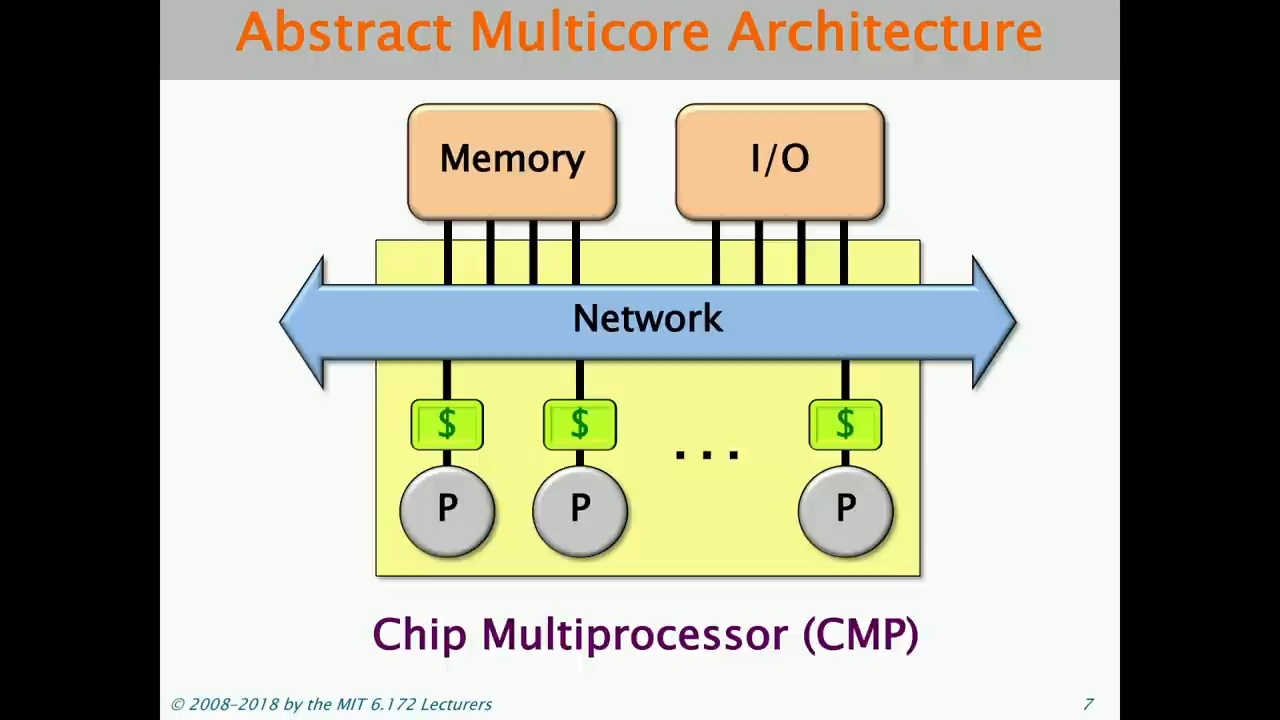 Abstract Multicore Architecture
Memory
I/O
Network
$ $ ... $
P P P
Chip Multiprocessor (CMP)
© 2008–2018 by the MIT 6.172 Lecturers
7